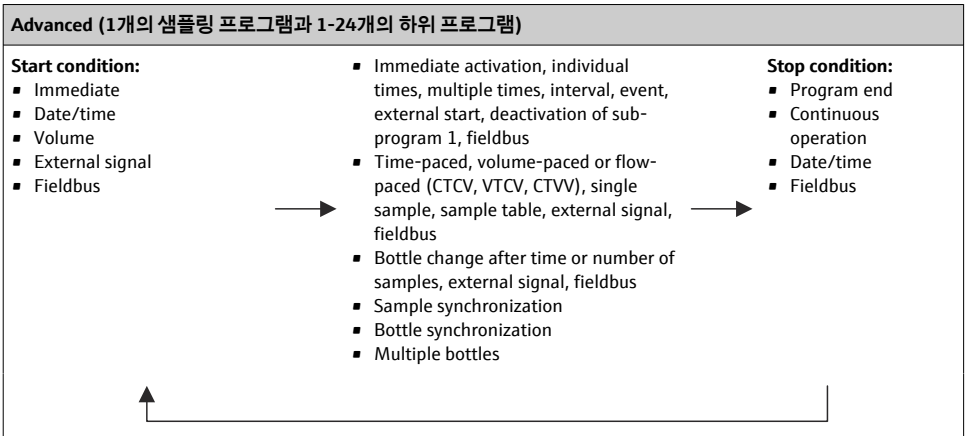 Advanced (1개의 샘플링 프로그램과 1-24개의 하위 프로그램)
Start condition:
▪ Immediate
▪ Date/time
▪ Volume
▪ External signal
▪ Fieldbus
▪ Immediate activation, individual
times, multiple times, interval, event,
external start, deactivation of sub-
program 1, fieldbus
▪ Time-paced, volume-paced or flow-
paced (CTCV, VTCV, CTVV), single
sample, sample table, external signal,
fieldbus
▪ Bottle change after time or number of
samples, external signal, fieldbus
▪ Sample synchronization
▪ Bottle synchronization
▪ Multiple bottles
Stop condition:
▪ Program end
▪ Continuous
operation
▪ Date/time
▪ Fieldbus